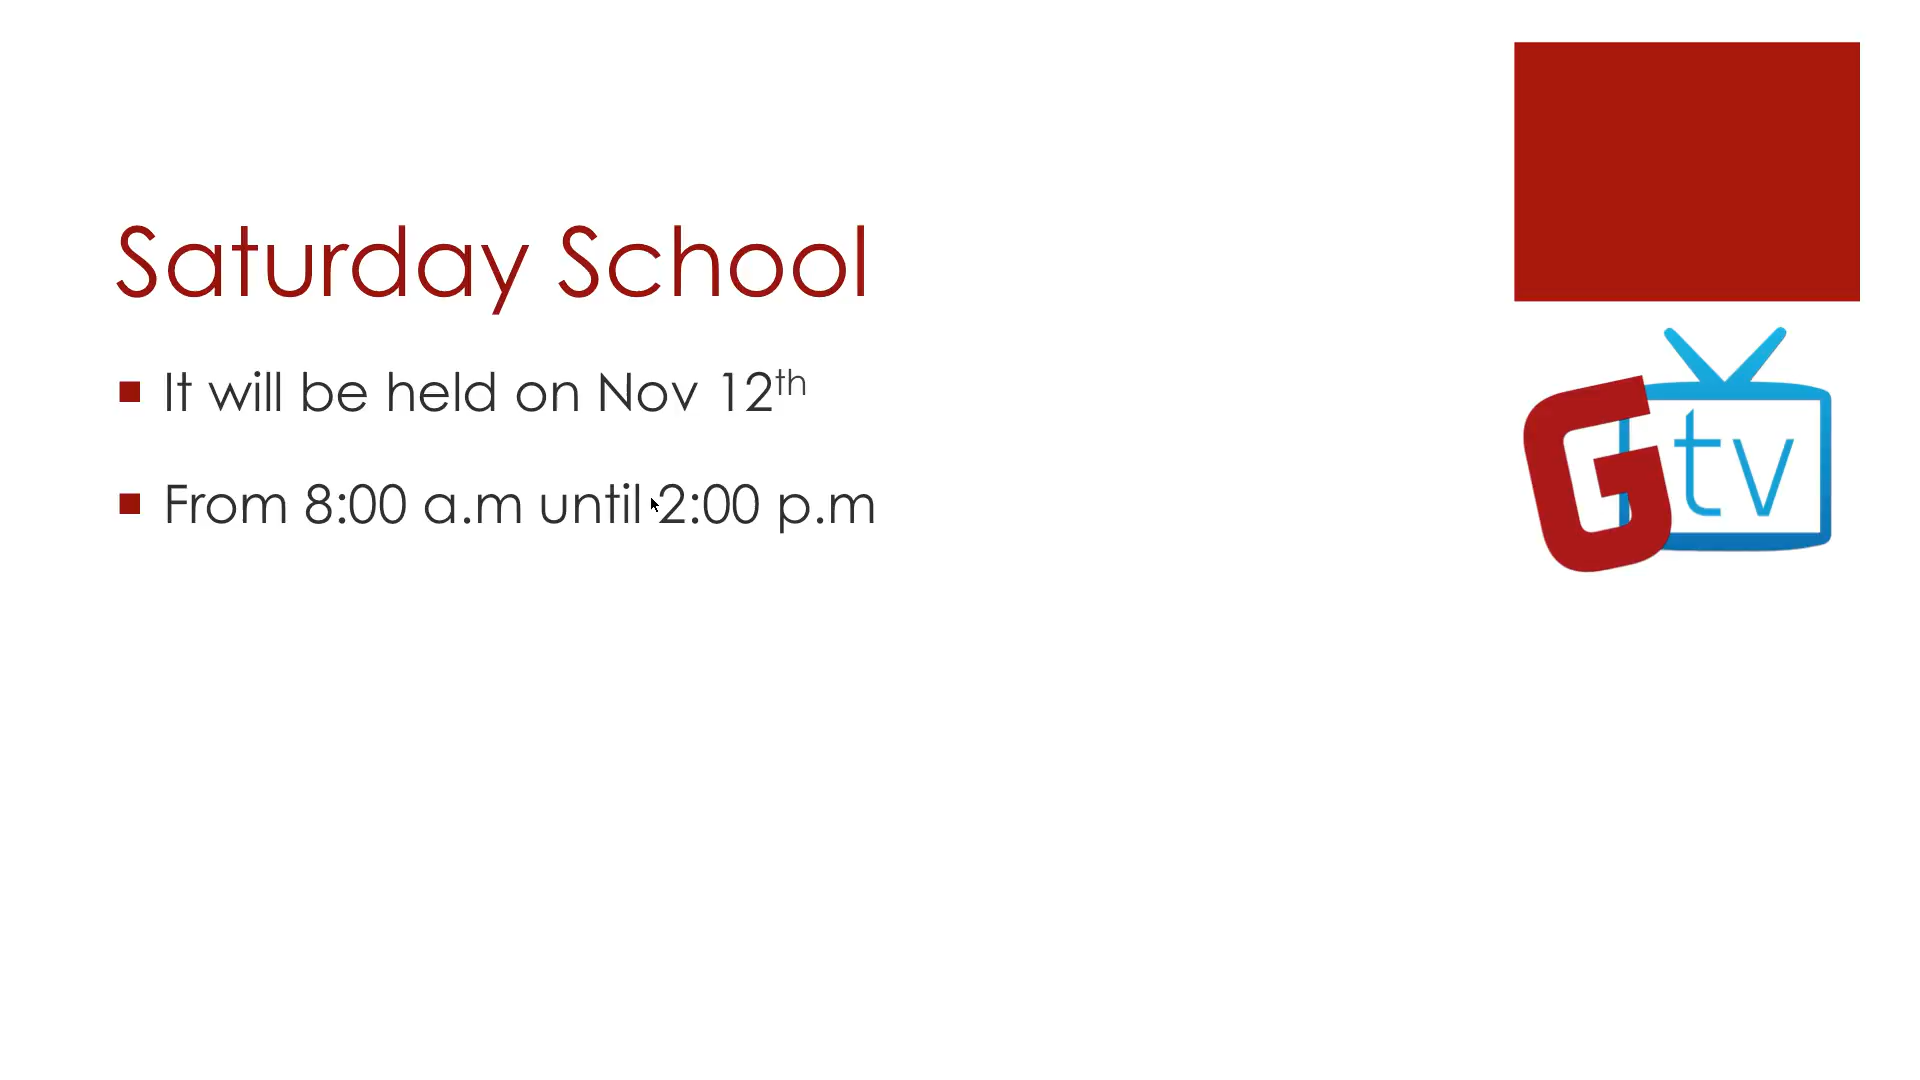 Saturday School
It will be held on Nov 12th
From 8:00 a.m until 2:00 p.m
Gtv